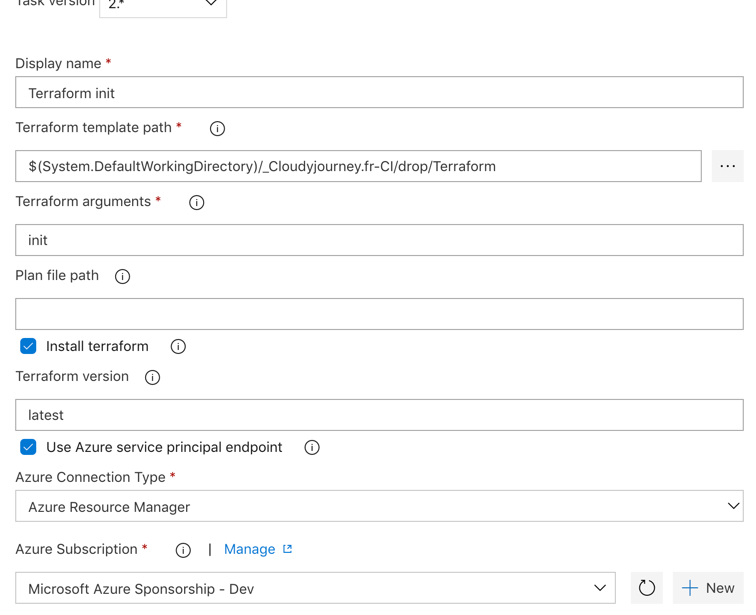 Task version 2.*
Display name *
Terraform init
Terraform template path *
$(System.DefaultWorkingDirectory)/_Cloudyjourney.fr-CI/drop/Terraform
...
Terraform arguments *
init
Plan file path
Install terraform
Terraform version
latest
Use Azure service principal endpoint
Azure Connection Type *
Azure Resource Manager
Azure Subscription * | Manage
Microsoft Azure Sponsorship - Dev
New